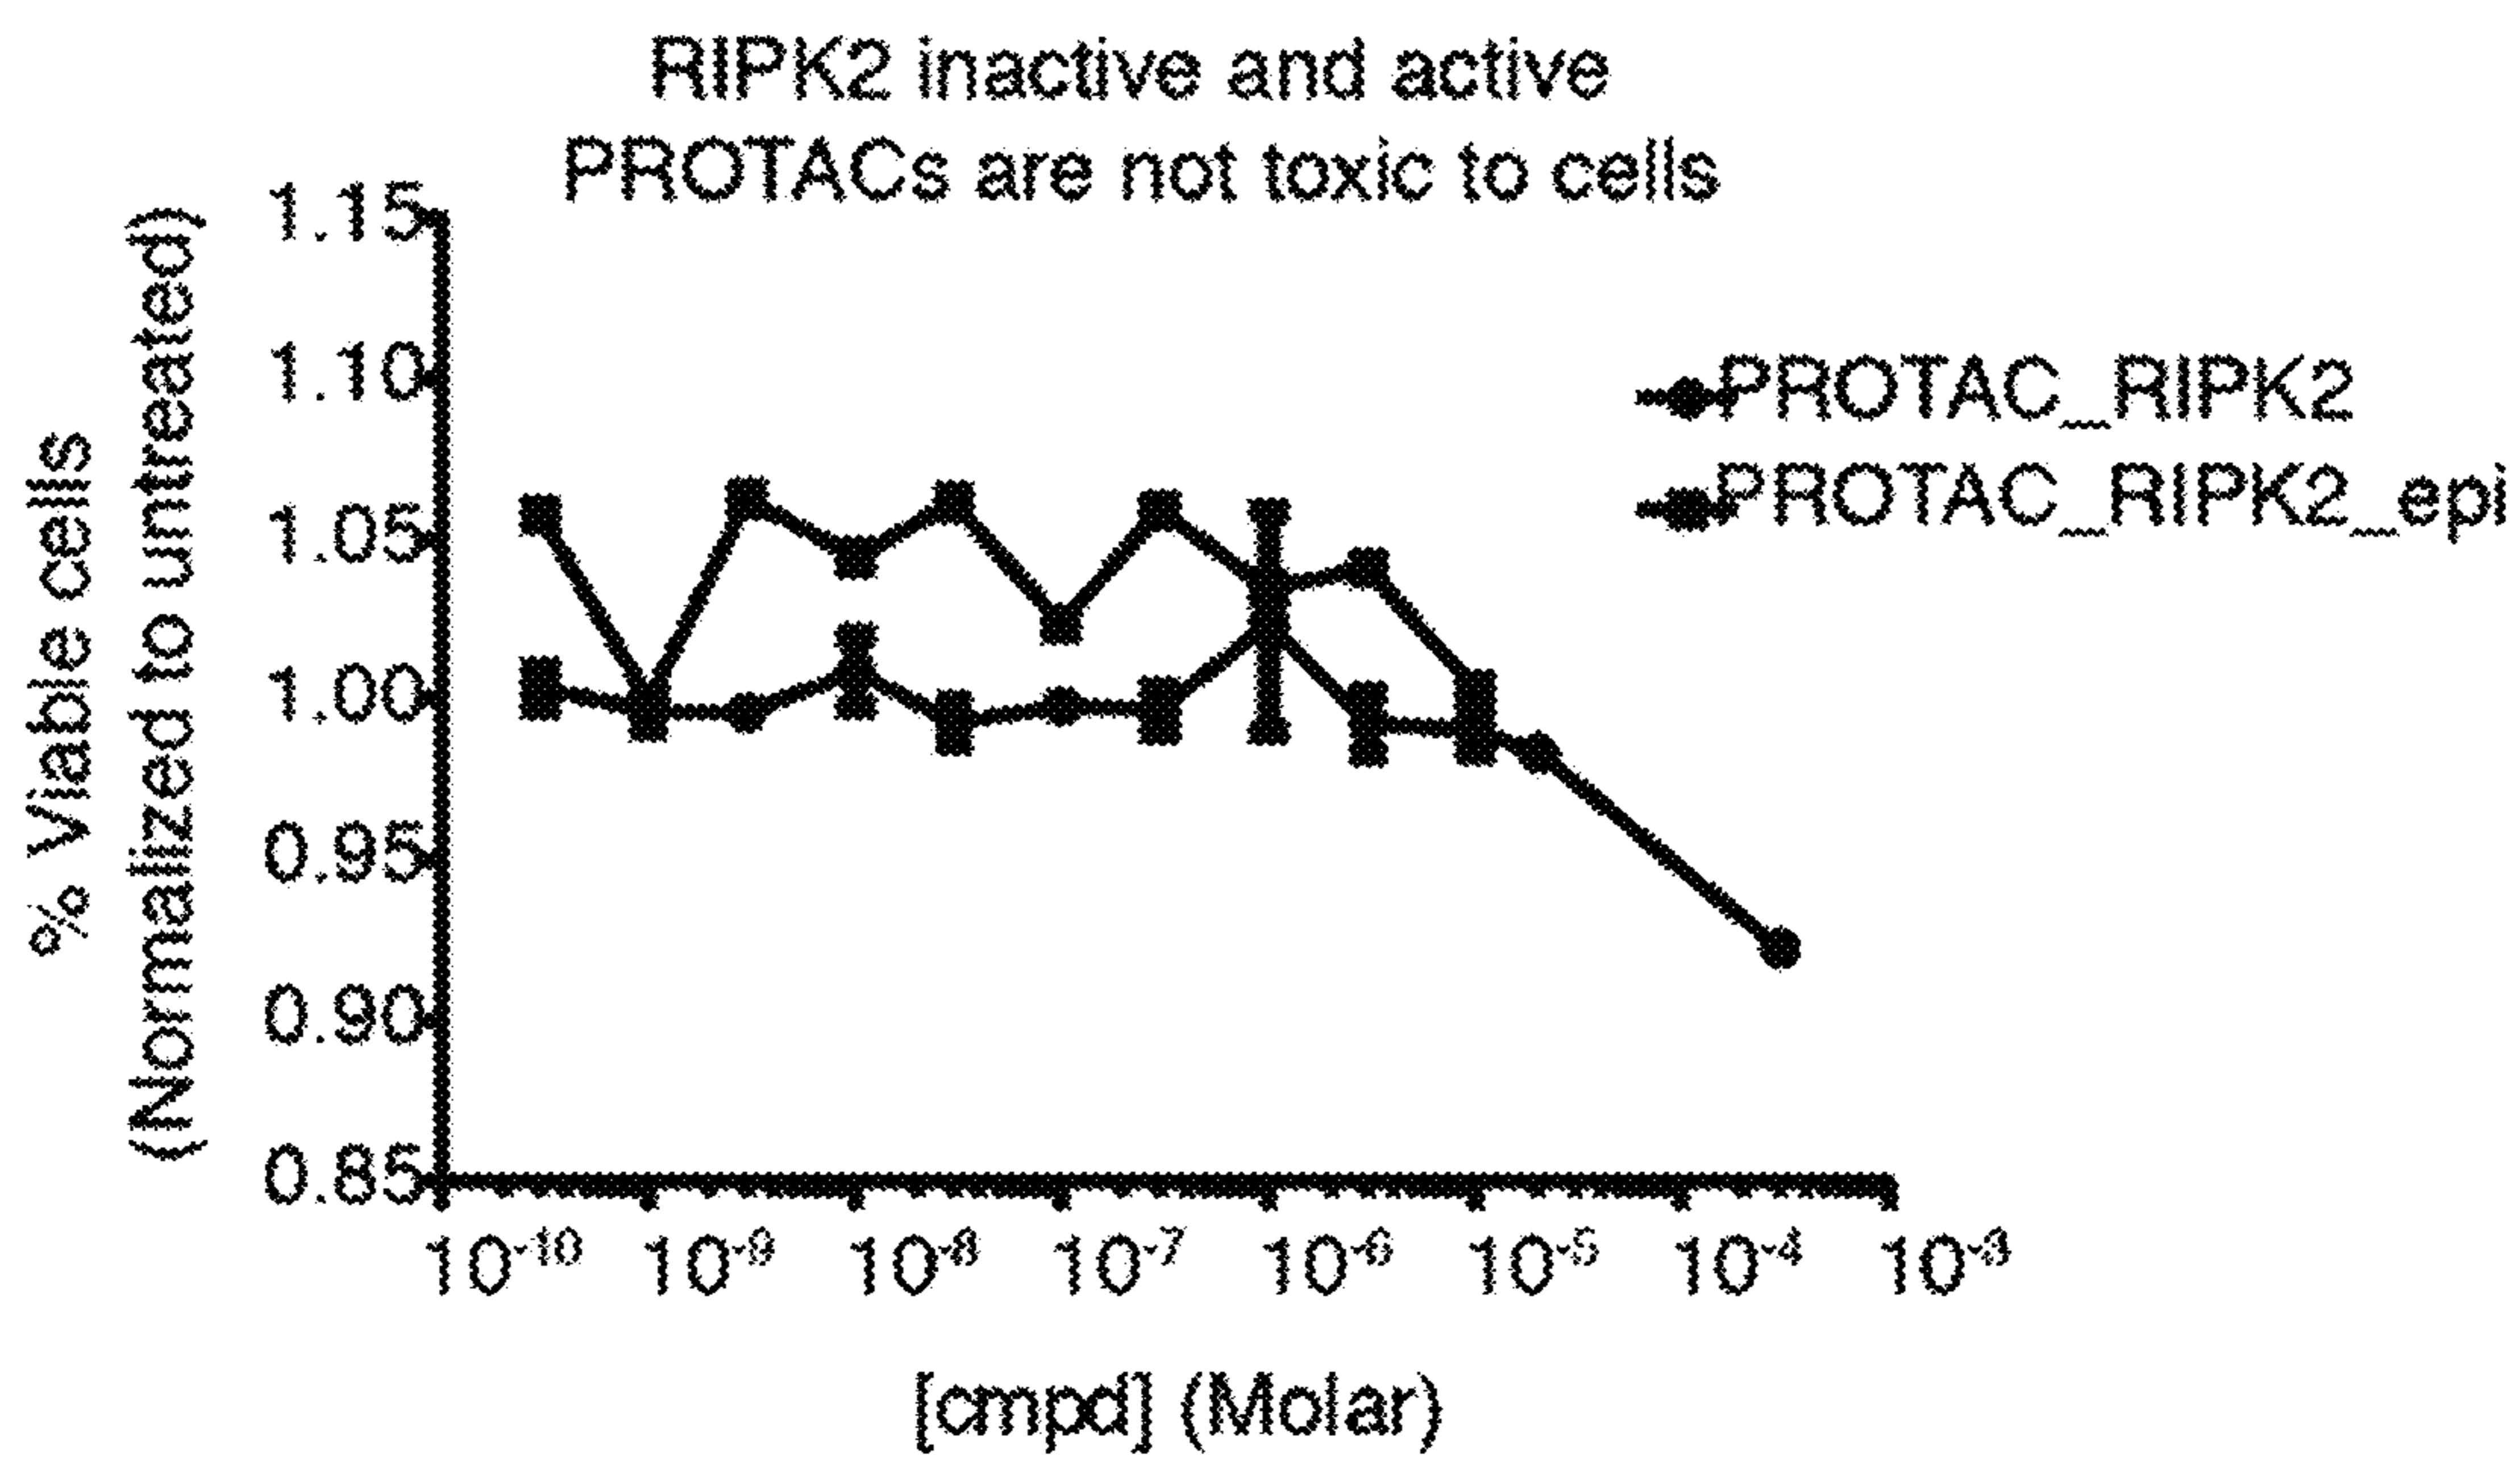 RIPK2 inactive and active
PROTACs are not toxic to cells
% Viable cells
(Normalized to untreated)
1.15
1.10
1.05
1.00
0.95
0.90
0.85
PROTAC_RIPK2
PROTAC_RIPK2_epi
10-10 10-9 10-8 10-7 10-6 10-5 10-4 10-3
[cmpd] (Molar)